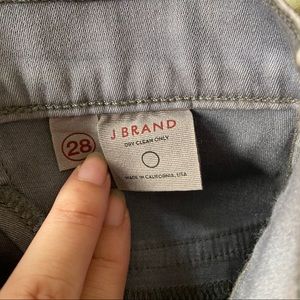 28
J BRAND
DRY CLEAN ONLY
MADE IN CALIFORNIA, USA